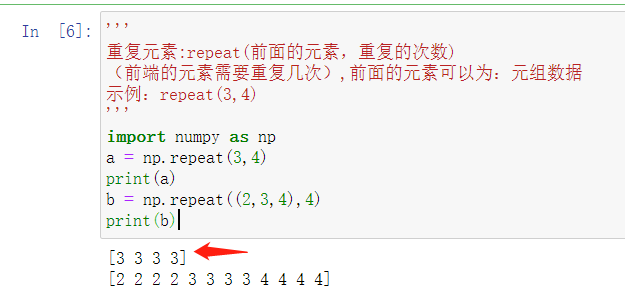 In [6]:
'''
重复元素:repeat(前面的元素，重复的次数)
（前端的元素需要重复几次）,前面的元素可以为：元组数据
示例：repeat(3,4)
'''
import numpy as np
a = np.repeat(3,4)
print(a)
b = np.repeat((2,3,4),4)
print(b)
[3 3 3 3]
[2 2 2 2 3 3 3 3 4 4 4 4]